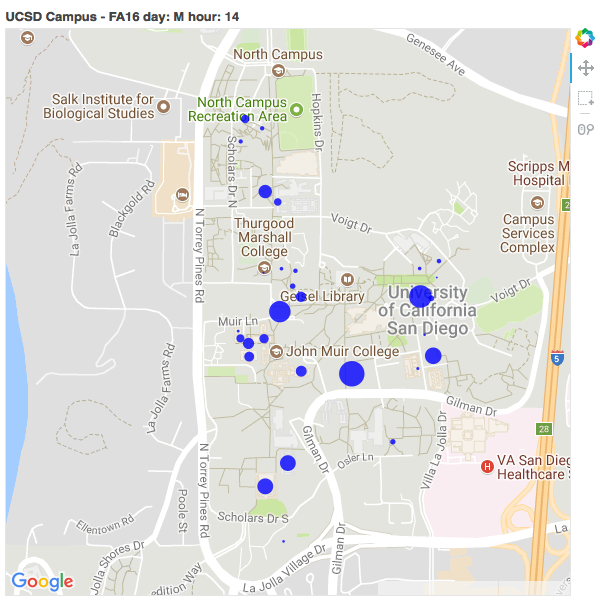 UCSD Campus - FA16 day: M hour: 14
Genesee Ave
North Campus
Salk Institute for
Biological Studies
North Campus
Recreation Area
Hopkins Dr
Scholars Dr N
La Jolla Farms Rd
Blackgold Rd
Scripps M
Hospital
2
Campus
Services
Complex
N Torrey Pines Rd
Thurgood
Marshall
College
Voigt Dr
Geisel Library
University
of California
San Diego
Voigt Dr
Muir Ln
John Muir College
5
La Jolla Farms Rd
Gilman Dr
28
Gilman Dr
Osler Ln
Villa La Jolla Dr
H
VA San Dieg
Healthcare S
N Torrey Pines Rd
Poole St
Ellentown Rd
Scholars Dr S
Gilman Dr
La
La Jolla Shores Dr
edition Way
La Jolla Village Dr
Google